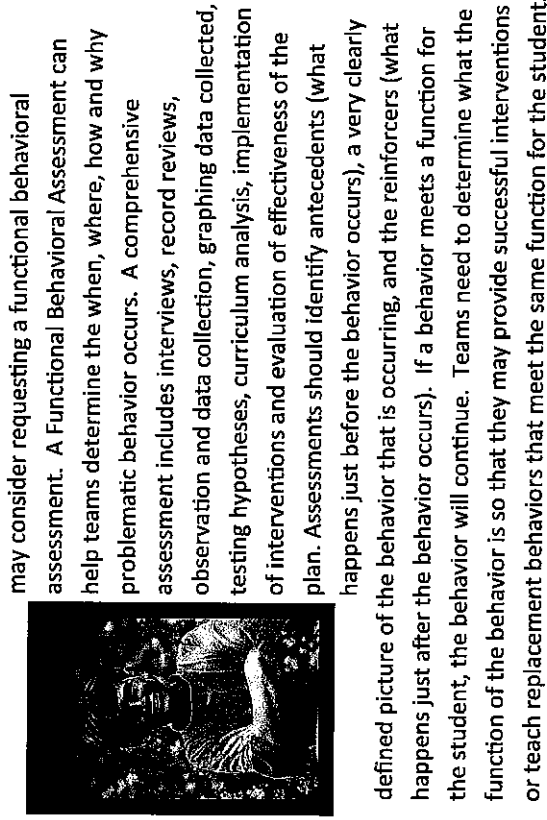 may consider requesting a functional behavioral
assessment.  A Functional Behavioral Assessment can
help teams determine the when, where, how and why
problematic behavior occurs.  A comprehensive
assessment includes interviews, record reviews,
observation and data collection, graphing data collected,
testing hypotheses, curriculum analysis, implementation
of interventions and evaluation of effectiveness of the
plan. Assessments should identify antecedents (what
happens just before the behavior occurs), a very clearly
defined picture of the behavior that is occurring, and the reinforcers (what
happens just after the behavior occurs).  If a behavior meets a function for
the student, the behavior will continue.  Teams need to determine what the
function of the behavior is so that they may provide successful interventions
or teach replacement behaviors that meet the same function for the student.